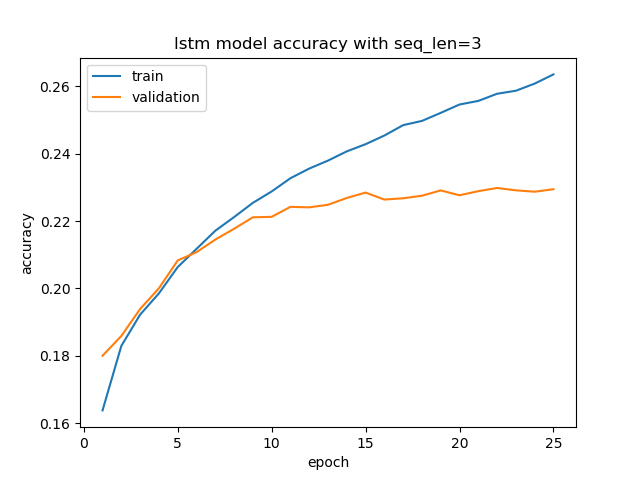 lstm model accuracy with seq_len=3
train
validation
0.26
0.24
0.22
0.20
0.18
0.16
accuracy
0 5 10 15 20 25
epoch